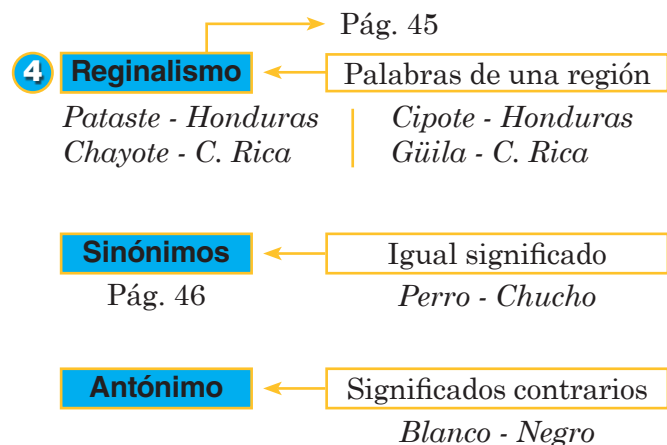 Pág. 45
4 Reginalismo Palabras de una región
Pataste - Honduras Cipote - Honduras
Chayote - C. Rica Güila - C. Rica
Sinónimos Igual significado
Pág. 46 Perro - Chucho
Antónimo Significados contrarios
Blanco - Negro